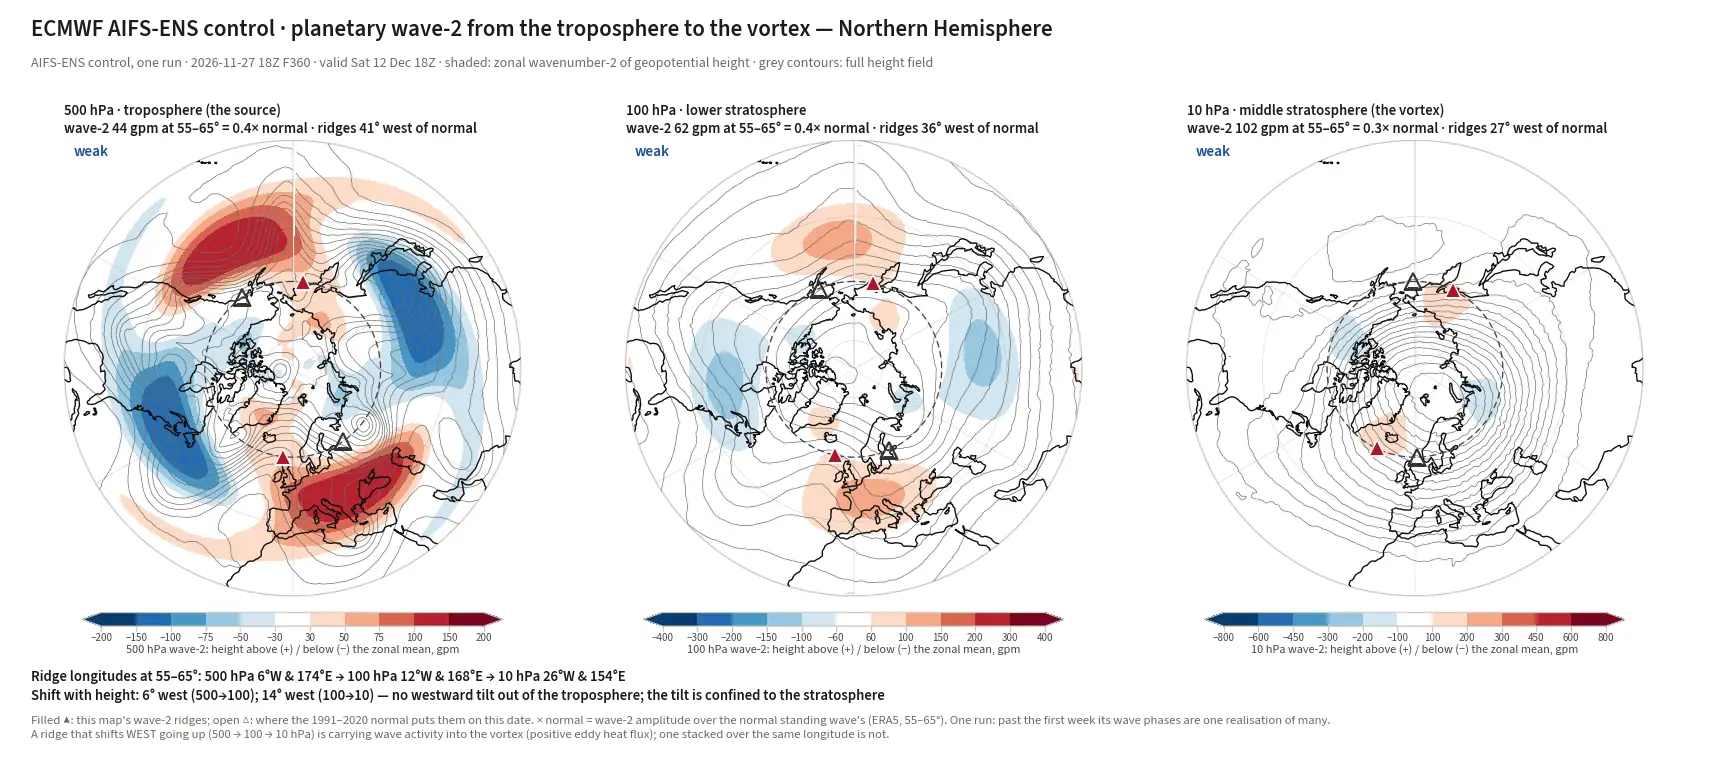 ECMWF AIFS-ENS control · planetary wave-2 from the troposphere to the vortex — Northern Hemisphere
AIFS-ENS control, one run · 2026-11-27 18Z F360 · valid Sat 12 Dec 18Z · shaded: zonal wavenumber-2 of geopotential height · grey contours: full height field
500 hPa · troposphere (the source)
wave-2 44 gpm at 55–65° = 0.4× normal · ridges 41° west of normal
weak
100 hPa · lower stratosphere
wave-2 62 gpm at 55–65° = 0.4× normal · ridges 36° west of normal
weak
10 hPa · middle stratosphere (the vortex)
wave-2 102 gpm at 55–65° = 0.3× normal · ridges 27° west of normal
weak
−200 −150 −100 −75 −50 −30 30 50 75 100 150 200
500 hPa wave-2: height above (+) / below (−) the zonal mean, gpm
−400 −300 −200 −150 −100 −60 60 100 150 200 300 400
100 hPa wave-2: height above (+) / below (−) the zonal mean, gpm
−800 −600 −450 −300 −200 −100 100 200 300 450 600 800
10 hPa wave-2: height above (+) / below (−) the zonal mean, gpm
Ridge longitudes at 55–65°: 500 hPa 6°W & 174°E → 100 hPa 12°W & 168°E → 10 hPa 26°W & 154°E
Shift with height: 6° west (500→100); 14° west (100→10) — no westward tilt out of the troposphere; the tilt is confined to the stratosphere
Filled ▲: this map's wave-2 ridges; open △: where the 1991–2020 normal puts them on this date. × normal = wave-2 amplitude over the normal standing wave's (ERA5, 55–65°). One run: past the first week its wave phases are one realisation of many.
A ridge that shifts WEST going up (500 → 100 → 10 hPa) is carrying wave activity into the vortex (positive eddy heat flux); one stacked over the same longitude is not.